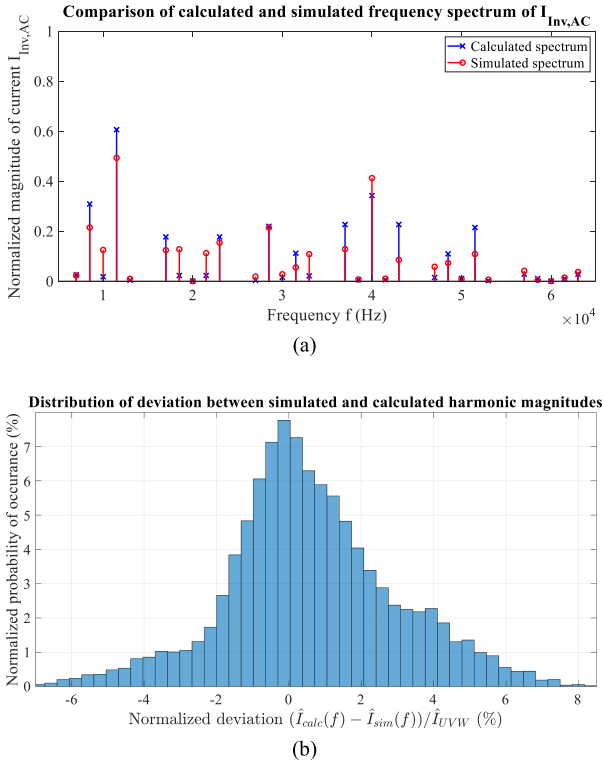 Comparison of calculated and simulated frequency spectrum of I_Inv,AC
Normalized magnitude of current I_Inv,AC
1
0.8
0.6
0.4
0.2
0
Calculated spectrum
Simulated spectrum
1 2 3 4 5 6
Frequency f (Hz)
×10^4
(a)
Distribution of deviation between simulated and calculated harmonic magnitudes
Normalized probability of occurance (%)
7
6
5
4
3
2
1
0
-6 -4 -2 0 2 4 6 8
Normalized deviation (Î_calc(f) − Î_sim(f))/Î_UVW (%)
(b)